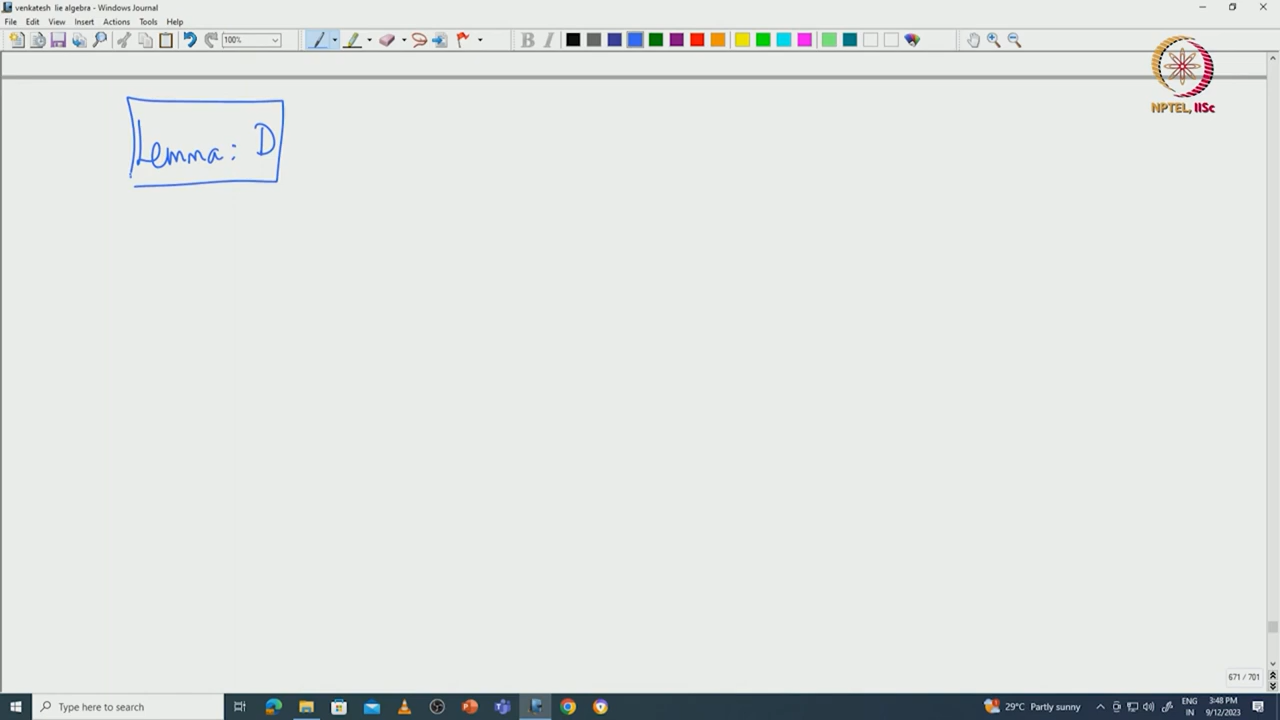 venkatesh lie algebra - Windows Journal
File Edit View Insert Actions Tools Help
100%
NPTEL, IISc
Lemma: D
671 / 701
Type here to search
29°C Partly sunny
ENG
IN
3:48 PM
9/12/2023